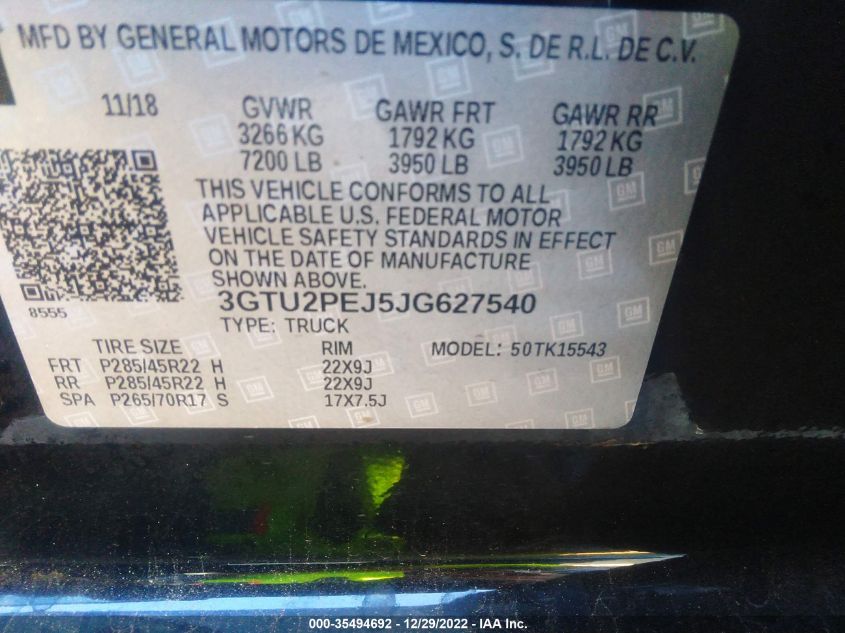 MFD BY GENERAL MOTORS DE MEXICO, S. DE R.L. DE C.V.
11/18 GVWR GAWR FRT GAWR RR
3266 KG 1792 KG 1792 KG
7200 LB 3950 LB 3950 LB
THIS VEHICLE CONFORMS TO ALL
APPLICABLE U.S. FEDERAL MOTOR
VEHICLE SAFETY STANDARDS IN EFFECT
ON THE DATE OF MANUFACTURE
SHOWN ABOVE.
8555 3GTU2PEJ5JG627540
TYPE: TRUCK
TIRE SIZE RIM MODEL: 50TK15543
FRT P285/45R22 H 22X9J
RR P285/45R22 H 22X9J
SPA P265/70R17 S 17X7.5J
000-35494692 - 12/29/2022 - IAA Inc.